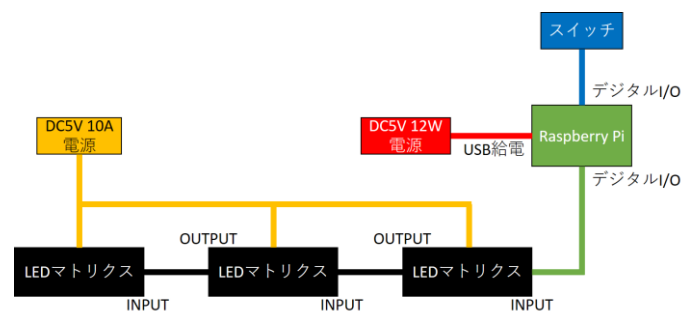 スイッチ
デジタルI/O
DC5V 10A
電源
DC5V 12W
電源
USB給電
Raspberry Pi
デジタルI/O
OUTPUT
OUTPUT
LEDマトリクス
LEDマトリクス
LEDマトリクス
INPUT
INPUT
INPUT